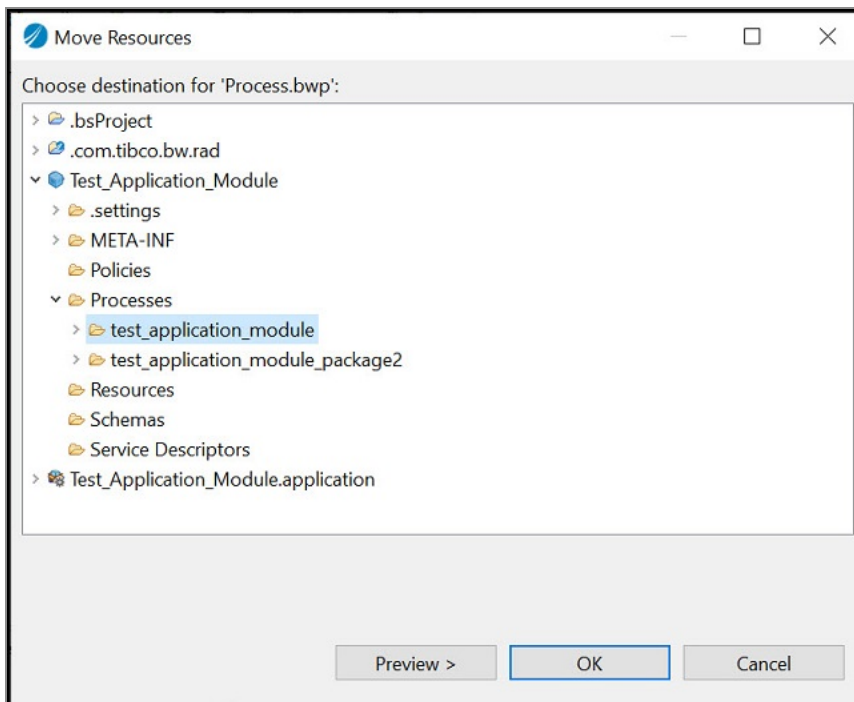 Move Resources
Choose destination for 'Process.bwp':
.bsProject
.com.tibco.bw.rad
Test_Application_Module
.settings
META-INF
Policies
Processes
test_application_module
test_application_module_package2
Resources
Schemas
Service Descriptors
Test_Application_Module.application
Preview >
OK
Cancel